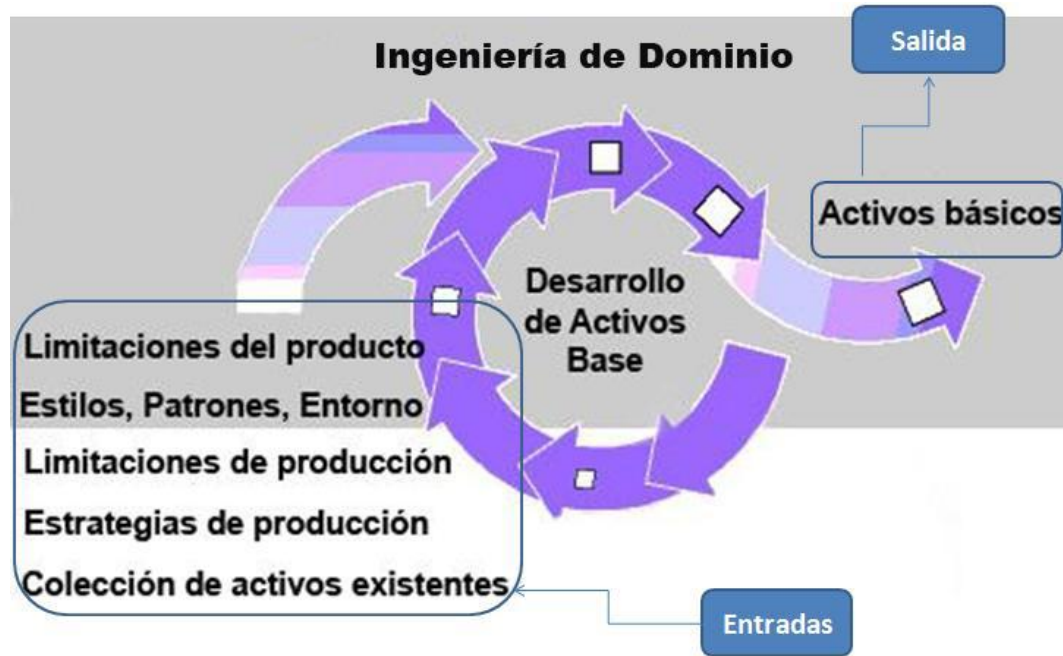 Salida
Ingeniería de Dominio
Activos básicos
Desarrollo
de Activos
Base
Limitaciones del producto
Estilos, Patrones, Entorno
Limitaciones de producción
Estrategias de producción
Colección de activos existentes
Entradas